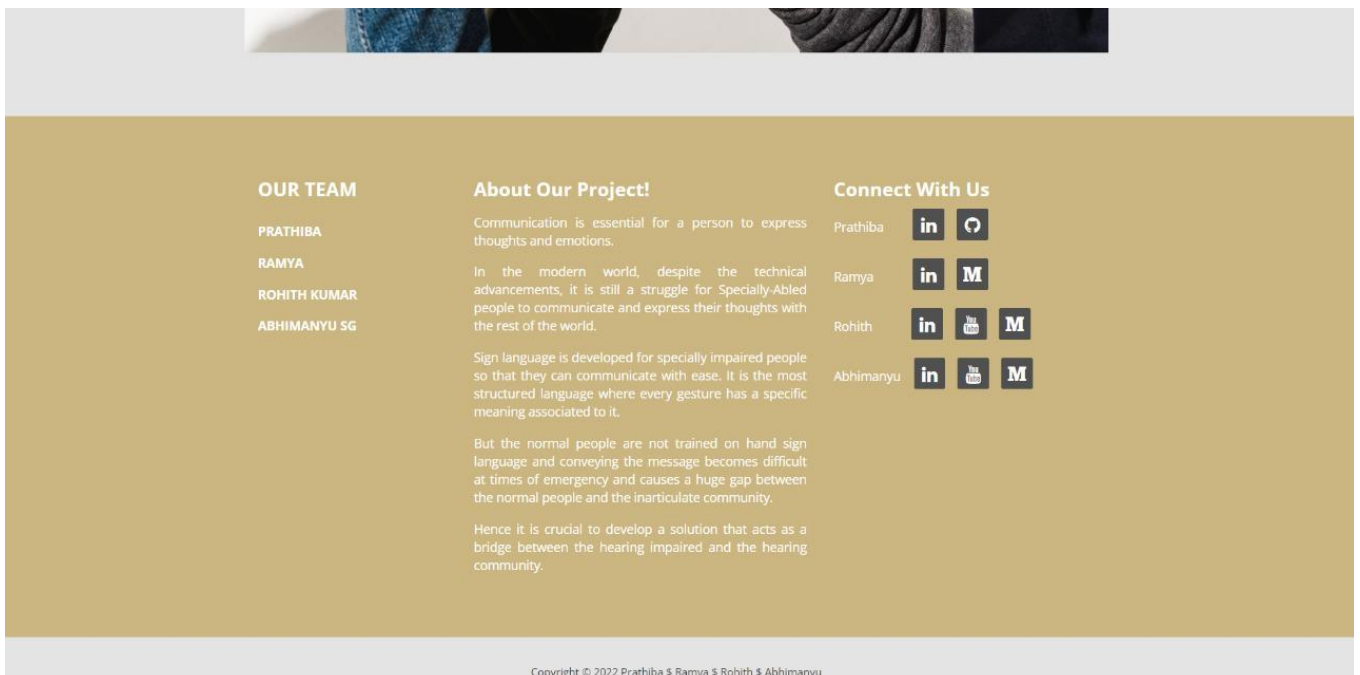 OUR TEAM
PRATHIBA
RAMYA
ROHITH KUMAR
ABHIMANYU SG
About Our Project!
Communication is essential for a person to express
thoughts and emotions.
In the modern world, despite the technical
advancements, it is still a struggle for Specially-Abled
people to communicate and express their thoughts with
the rest of the world.
Sign language is developed for specially impaired people
so that they can communicate with ease. It is the most
structured language where every gesture has a specific
meaning associated to it.
But the normal people are not trained on hand sign
language and conveying the message becomes difficult
at times of emergency and causes a huge gap between
the normal people and the inarticulate community.
Hence it is crucial to develop a solution that acts as a
bridge between the hearing impaired and the hearing
community.
Connect With Us
Prathiba in
Ramya in M
Rohith in You Tube M
Abhimanyu in You Tube M
Copyright © 2022 Prathiba $ Ramya $ Rohith $ Abhimanyu